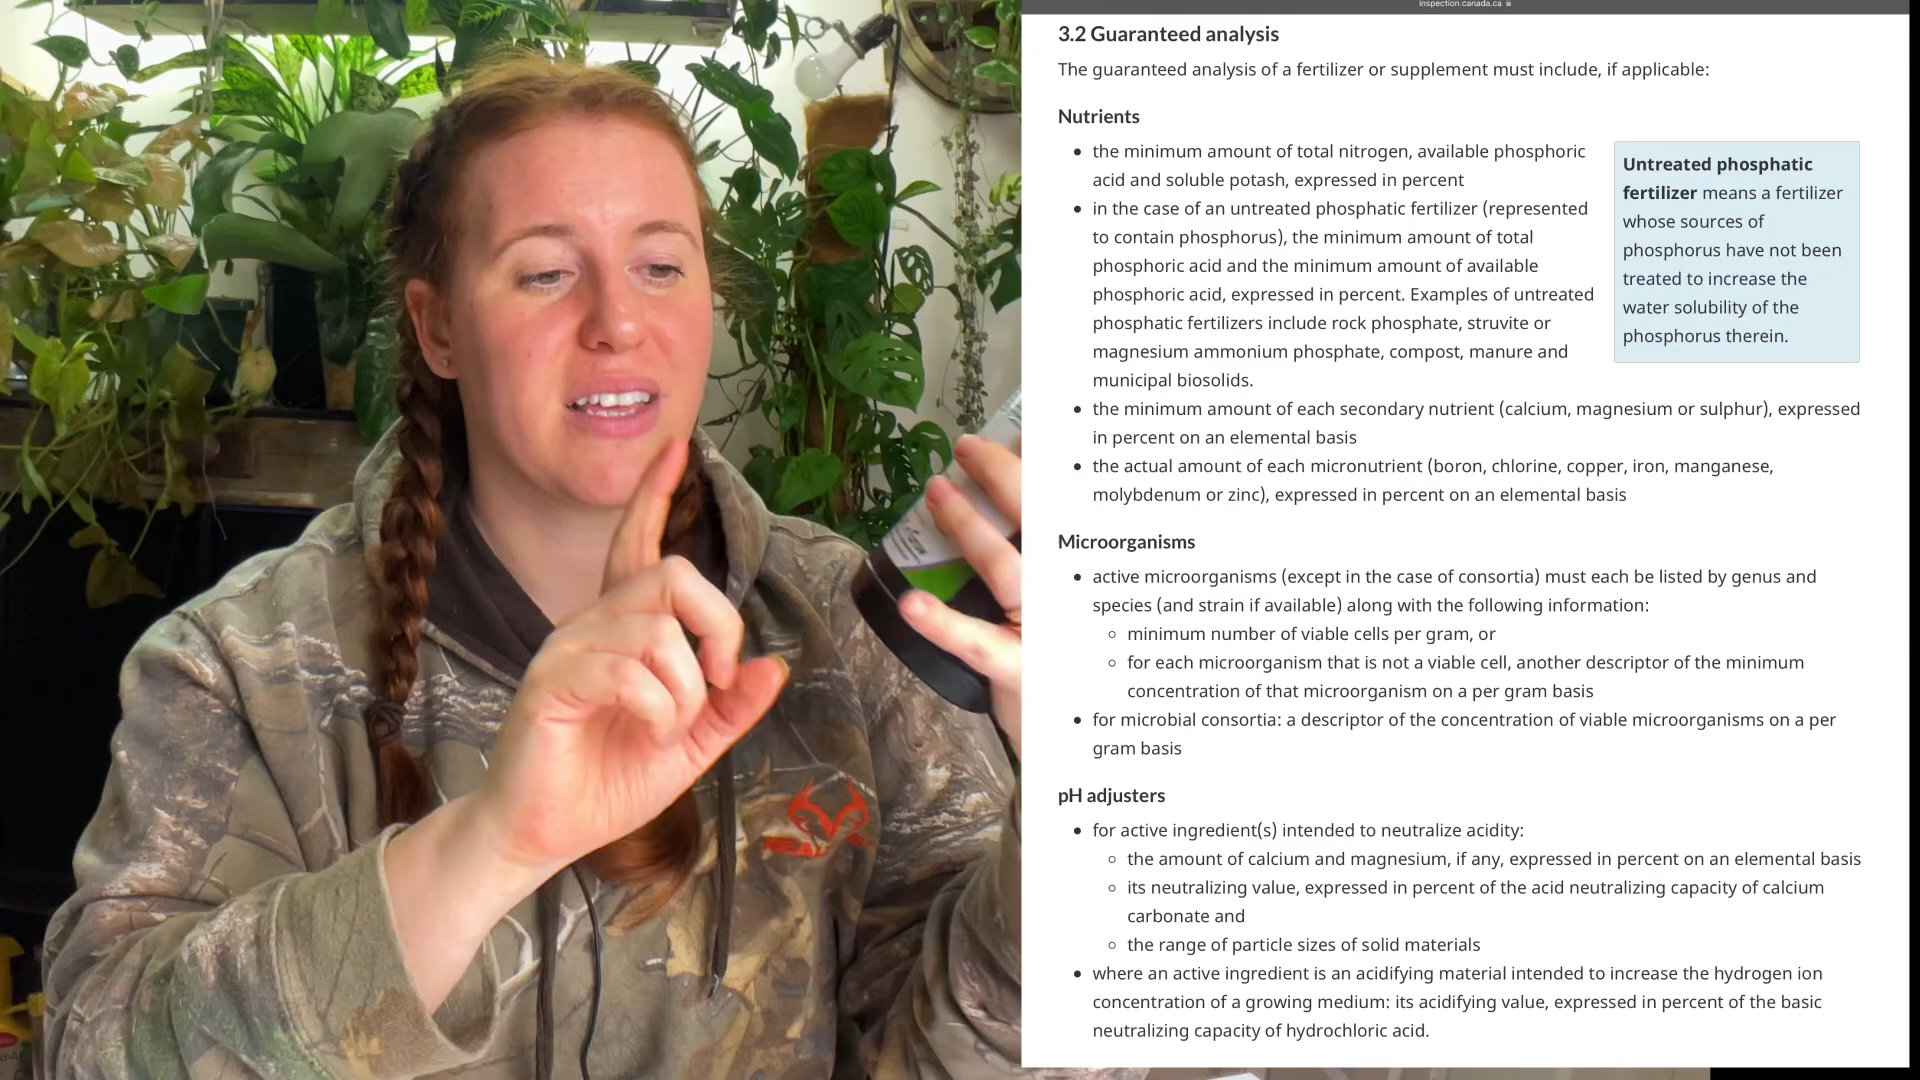 inspection.canada.ca
3.2 Guaranteed analysis
The guaranteed analysis of a fertilizer or supplement must include, if applicable:
Nutrients
• the minimum amount of total nitrogen, available phosphoric
acid and soluble potash, expressed in percent
• in the case of an untreated phosphatic fertilizer (represented
to contain phosphorus), the minimum amount of total
phosphoric acid and the minimum amount of available
phosphoric acid, expressed in percent. Examples of untreated
phosphatic fertilizers include rock phosphate, struvite or
magnesium ammonium phosphate, compost, manure and
municipal biosolids.
Untreated phosphatic
fertilizer means a fertilizer
whose sources of
phosphorus have not been
treated to increase the
water solubility of the
phosphorus therein.
• the minimum amount of each secondary nutrient (calcium, magnesium or sulphur), expressed
in percent on an elemental basis
• the actual amount of each micronutrient (boron, chlorine, copper, iron, manganese,
molybdenum or zinc), expressed in percent on an elemental basis
Microorganisms
• active microorganisms (except in the case of consortia) must each be listed by genus and
species (and strain if available) along with the following information:
◦ minimum number of viable cells per gram, or
◦ for each microorganism that is not a viable cell, another descriptor of the minimum
concentration of that microorganism on a per gram basis
• for microbial consortia: a descriptor of the concentration of viable microorganisms on a per
gram basis
pH adjusters
• for active ingredient(s) intended to neutralize acidity:
◦ the amount of calcium and magnesium, if any, expressed in percent on an elemental basis
◦ its neutralizing value, expressed in percent of the acid neutralizing capacity of calcium
carbonate and
◦ the range of particle sizes of solid materials
• where an active ingredient is an acidifying material intended to increase the hydrogen ion
concentration of a growing medium: its acidifying value, expressed in percent of the basic
neutralizing capacity of hydrochloric acid.